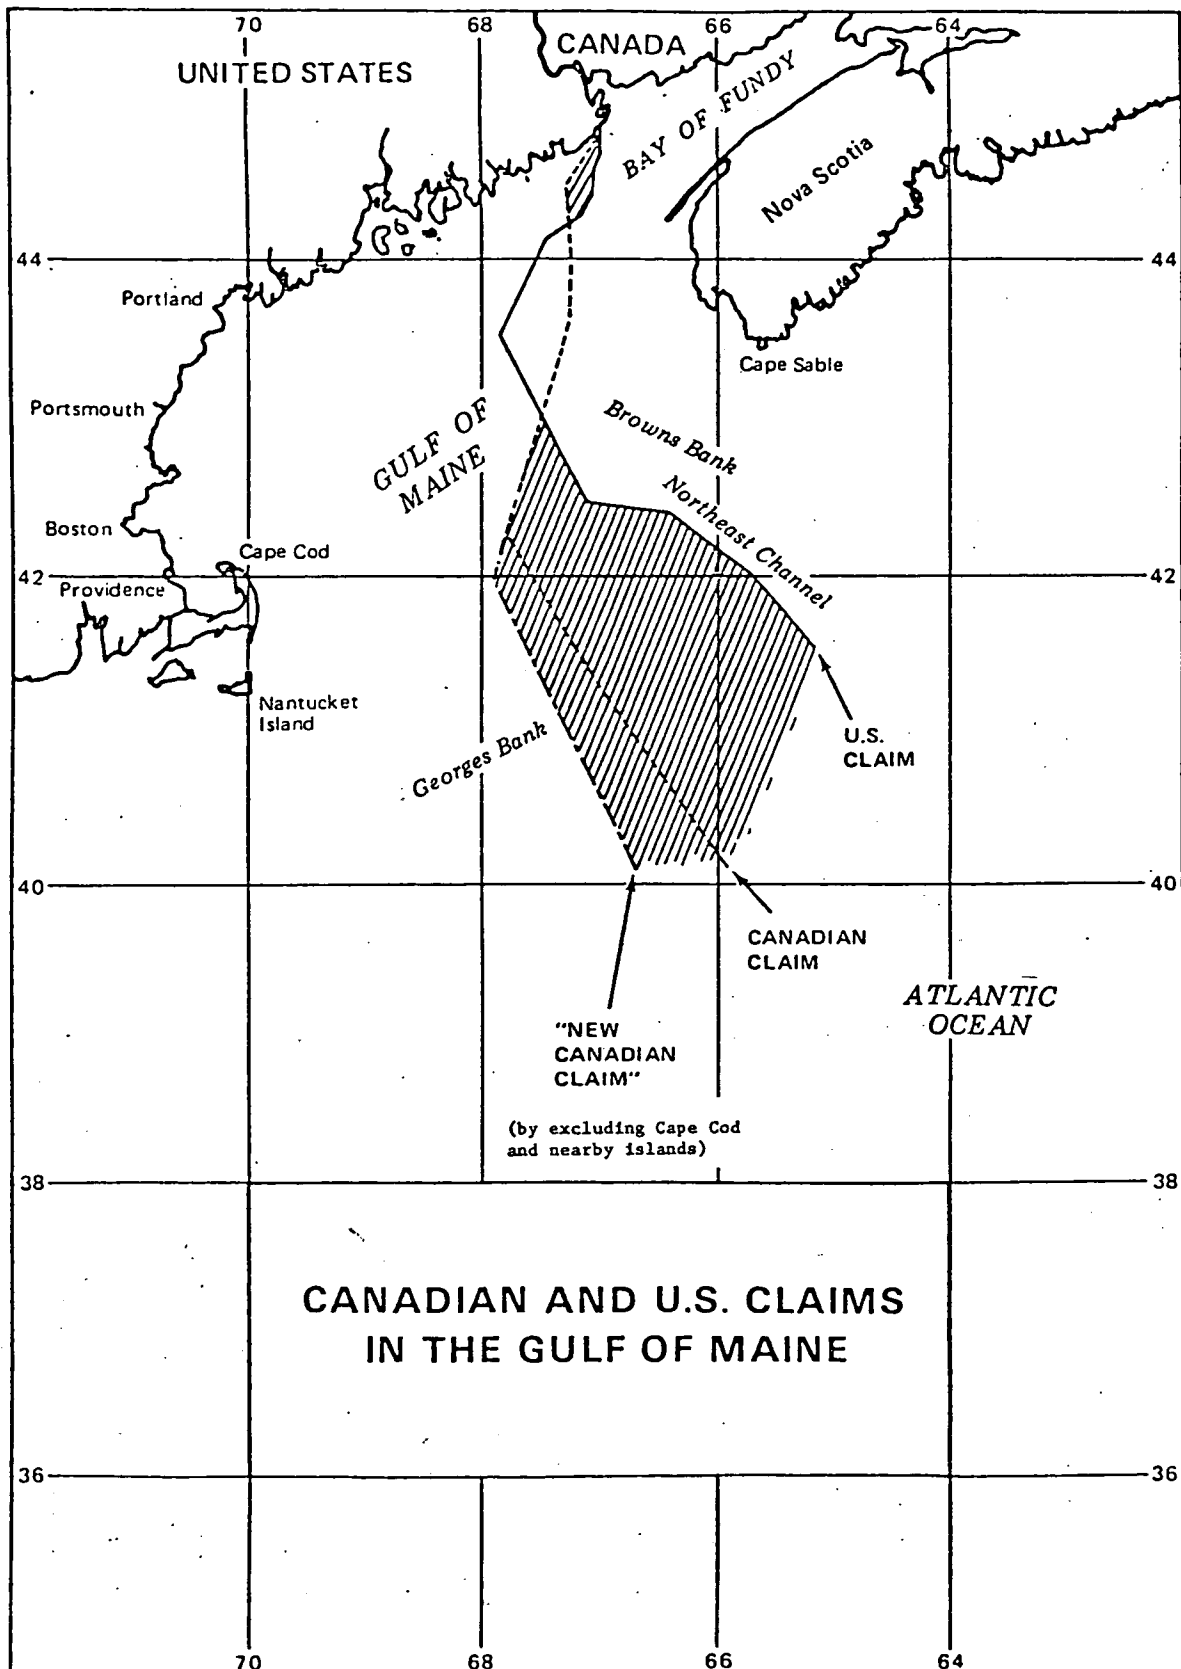 70
68
66
64
CANADA
UNITED STATES
BAY OF FUNDY
Nova Scotia
44
44
Portland
Cape Sable
Portsmouth
GULF OF
MAINE
Browns Bank
Northeast Channel
Boston
Cape Cod
42
42
Providence
Nantucket
Island
Georges Bank
U.S.
CLAIM
40
40
CANADIAN
CLAIM
ATLANTIC
OCEAN
"NEW
CANADIAN
CLAIM"
(by excluding Cape Cod
and nearby islands)
38
38
CANADIAN AND U.S. CLAIMS
IN THE GULF OF MAINE
36
36
70
68
66
64